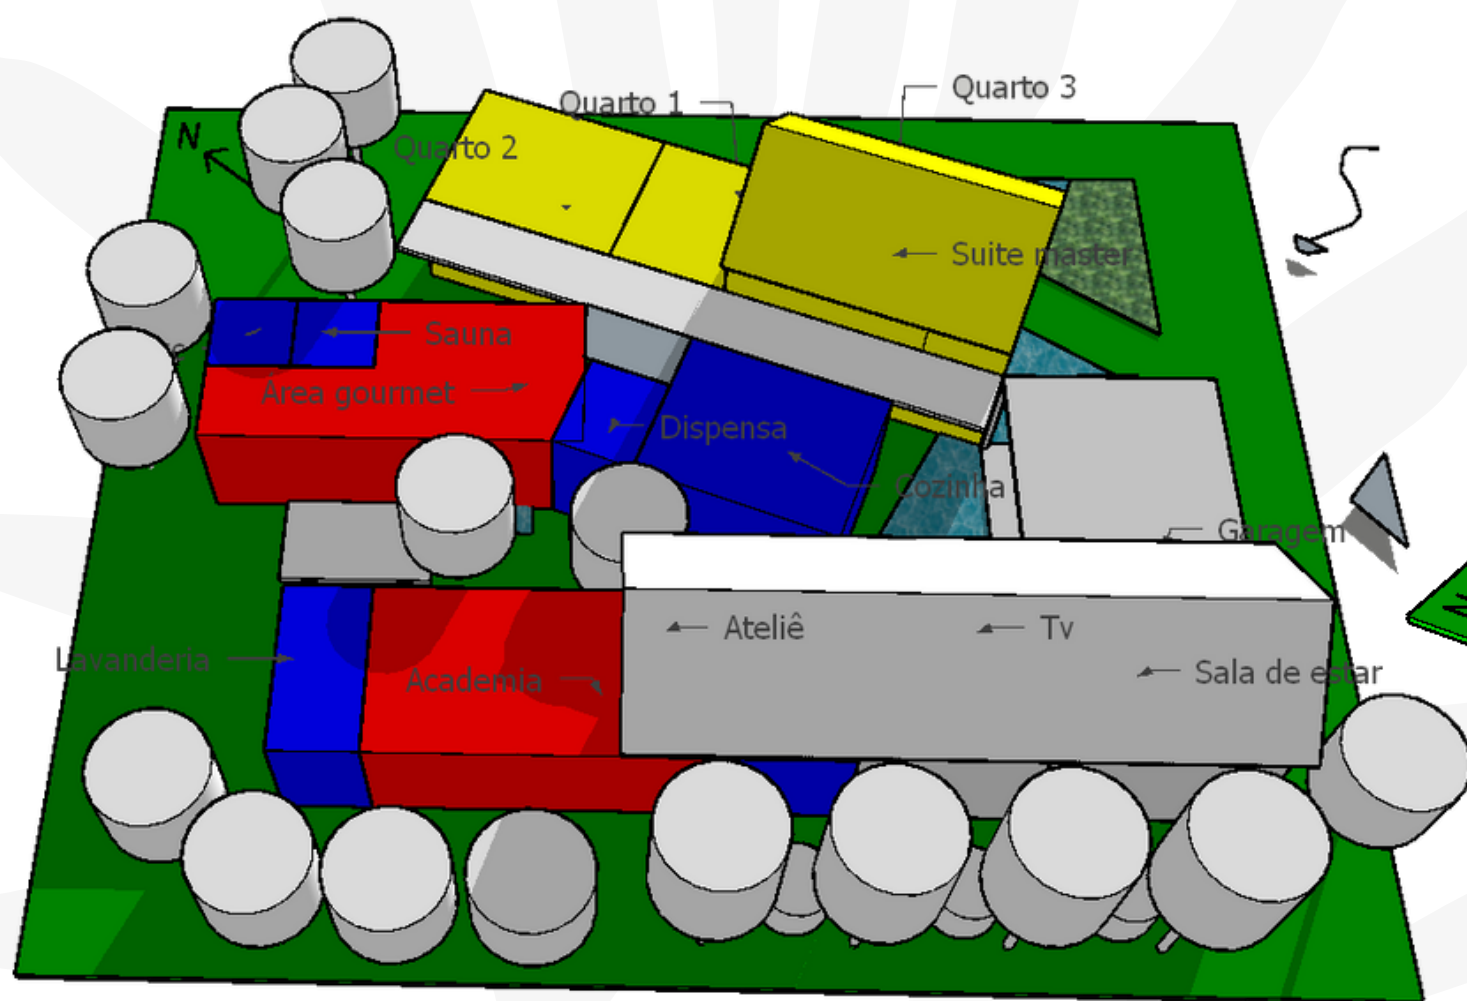 Quarto 3
Quarto 1
N
Quarto 2
Suite master
Sauna
Área gourmet
Dispensa
Cozinha
Garagem
N
Ateliê
Tv
Lavanderia
Academia
Sala de estar